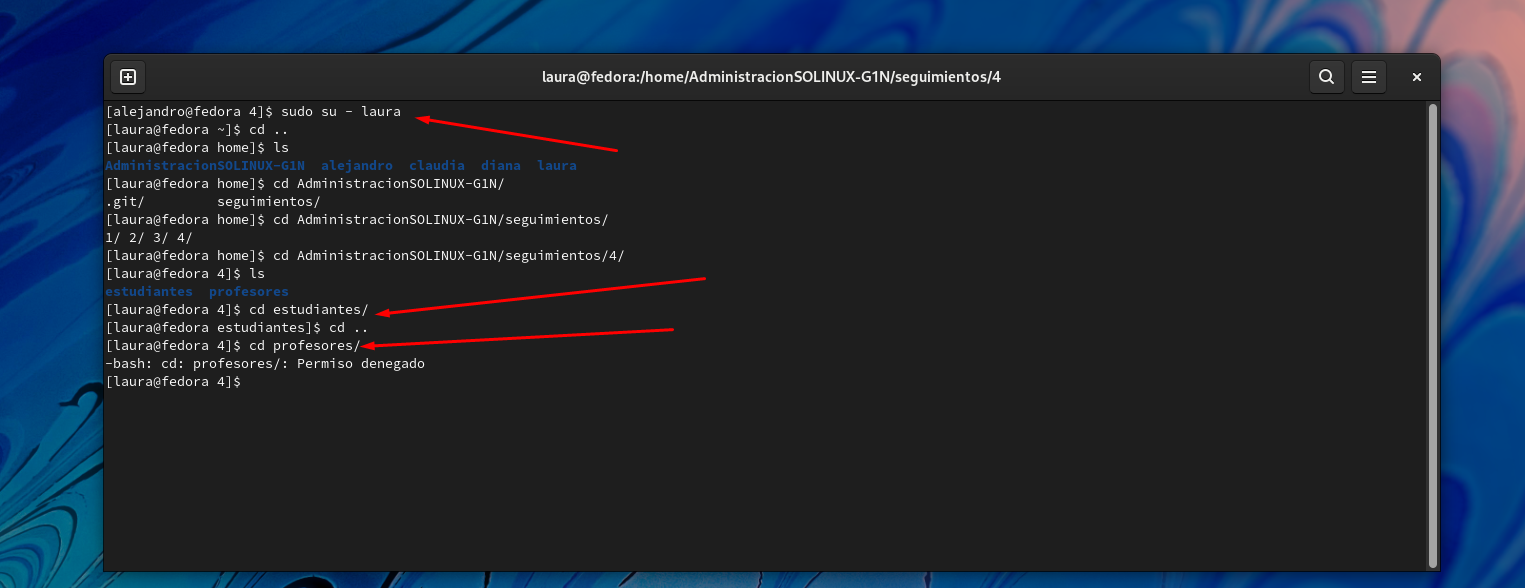 laura@fedora:/home/AdministracionSOLINUX-G1N/seguimientos/4
[alejandro@fedora 4]$ sudo su - laura
[laura@fedora ~]$ cd ..
[laura@fedora home]$ ls
AdministracionSOLINUX-G1N  alejandro  claudia  diana  laura
[laura@fedora home]$ cd AdministracionSOLINUX-G1N/
.git/         seguimientos/
[laura@fedora home]$ cd AdministracionSOLINUX-G1N/seguimientos/
1/ 2/ 3/ 4/
[laura@fedora home]$ cd AdministracionSOLINUX-G1N/seguimientos/4/
[laura@fedora 4]$ ls
estudiantes  profesores
[laura@fedora 4]$ cd estudiantes/
[laura@fedora estudiantes]$ cd ..
[laura@fedora 4]$ cd profesores/
-bash: cd: profesores/: Permiso denegado
[laura@fedora 4]$